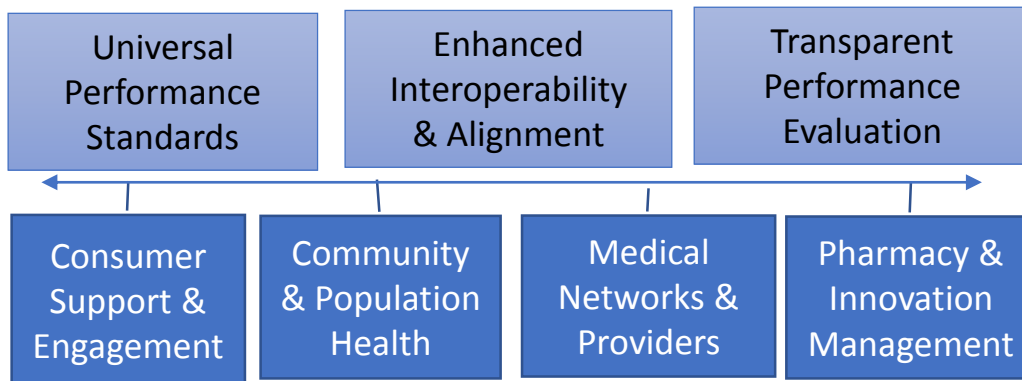 Universal
Performance
Standards
Enhanced
Interoperability
& Alignment
Transparent
Performance
Evaluation
Consumer
Support &
Engagement
Community
& Population
Health
Medical
Networks &
Providers
Pharmacy &
Innovation
Management